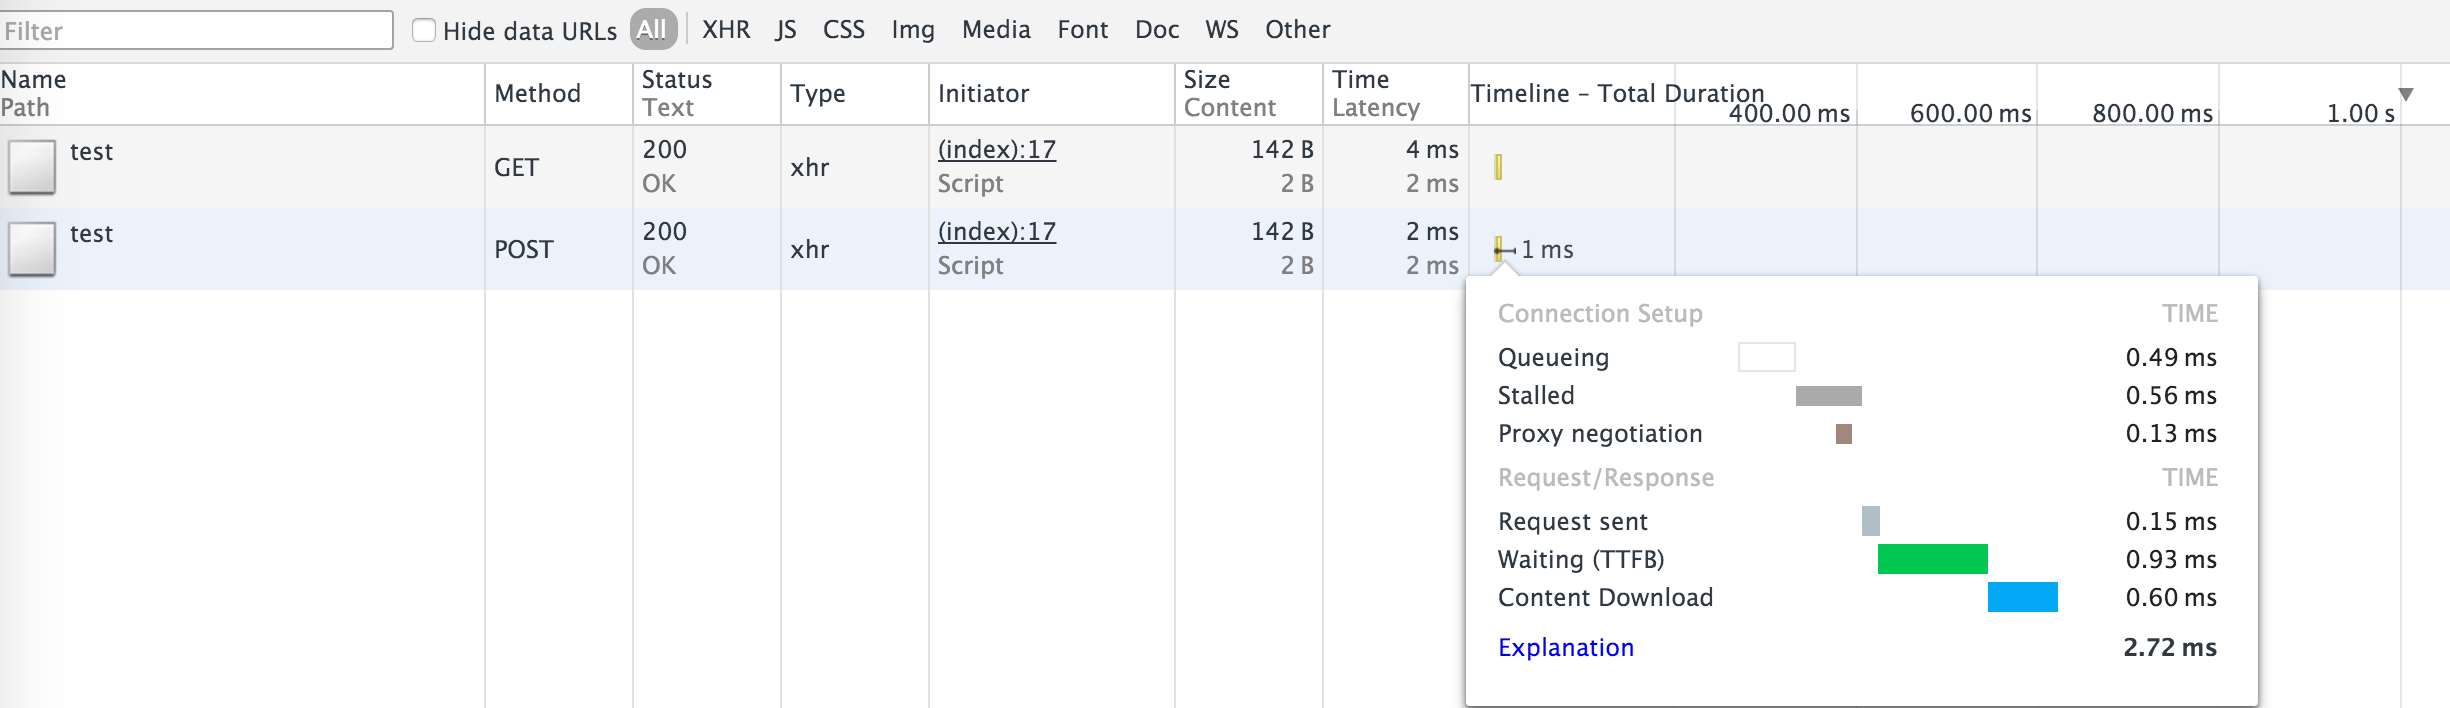 Filter Hide data URLs All XHR JS CSS Img Media Font Doc WS Other
Name Path Method Status Text Type Initiator Size Content Time Latency Timeline – Total Duration 400.00 ms 600.00 ms 800.00 ms 1.00 s
test GET 200 OK xhr (index):17 Script 142 B 2 B 4 ms 2 ms
test POST 200 OK xhr (index):17 Script 142 B 2 B 2 ms 2 ms 1 ms
Connection Setup TIME
Queueing 0.49 ms
Stalled 0.56 ms
Proxy negotiation 0.13 ms
Request/Response TIME
Request sent 0.15 ms
Waiting (TTFB) 0.93 ms
Content Download 0.60 ms
Explanation 2.72 ms